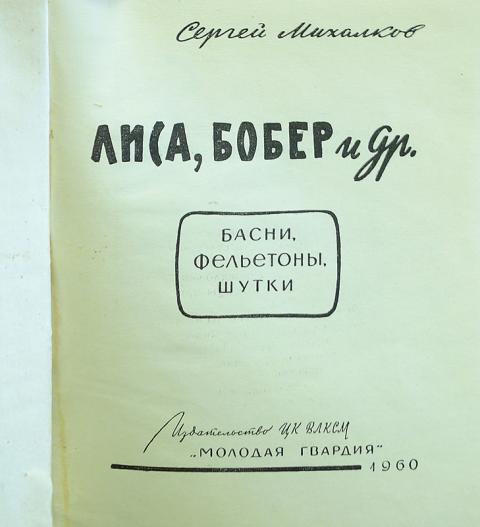 Сергей Михалков
ЛИСА, БОБЕР и др.
БАСНИ,
ФЕЛЬЕТОНЫ,
ШУТКИ
Издательство ЦК ВЛКСМ
„МОЛОДАЯ ГВАРДИЯ"
1960